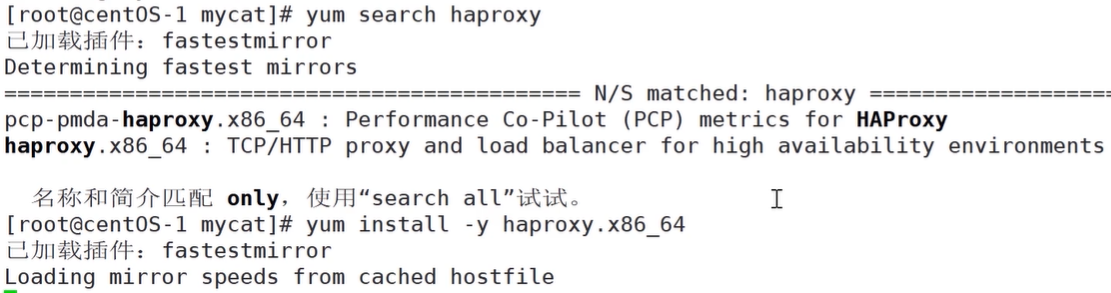 [root@centOS-1 mycat]# yum search haproxy
已加载插件：fastestmirror
Determining fastest mirrors
============================================ N/S matched: haproxy ===================
pcp-pmda-haproxy.x86_64 : Performance Co-Pilot (PCP) metrics for HAProxy
haproxy.x86_64 : TCP/HTTP proxy and load balancer for high availability environments
名称和简介匹配 only，使用“search all”试试。
[root@centOS-1 mycat]# yum install -y haproxy.x86_64
已加载插件：fastestmirror
Loading mirror speeds from cached hostfile